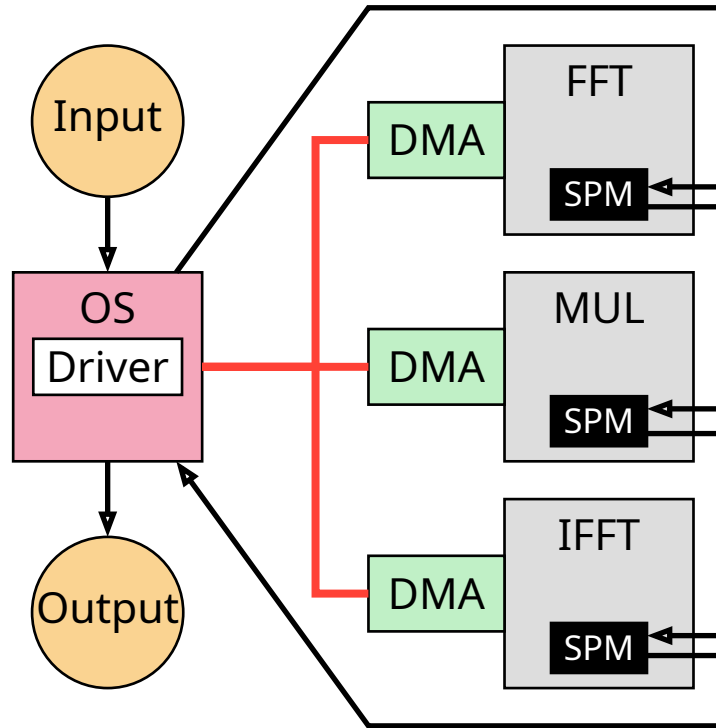 Input
OS
Driver
Output
DMA
FFT
SPM
DMA
MUL
SPM
DMA
IFFT
SPM